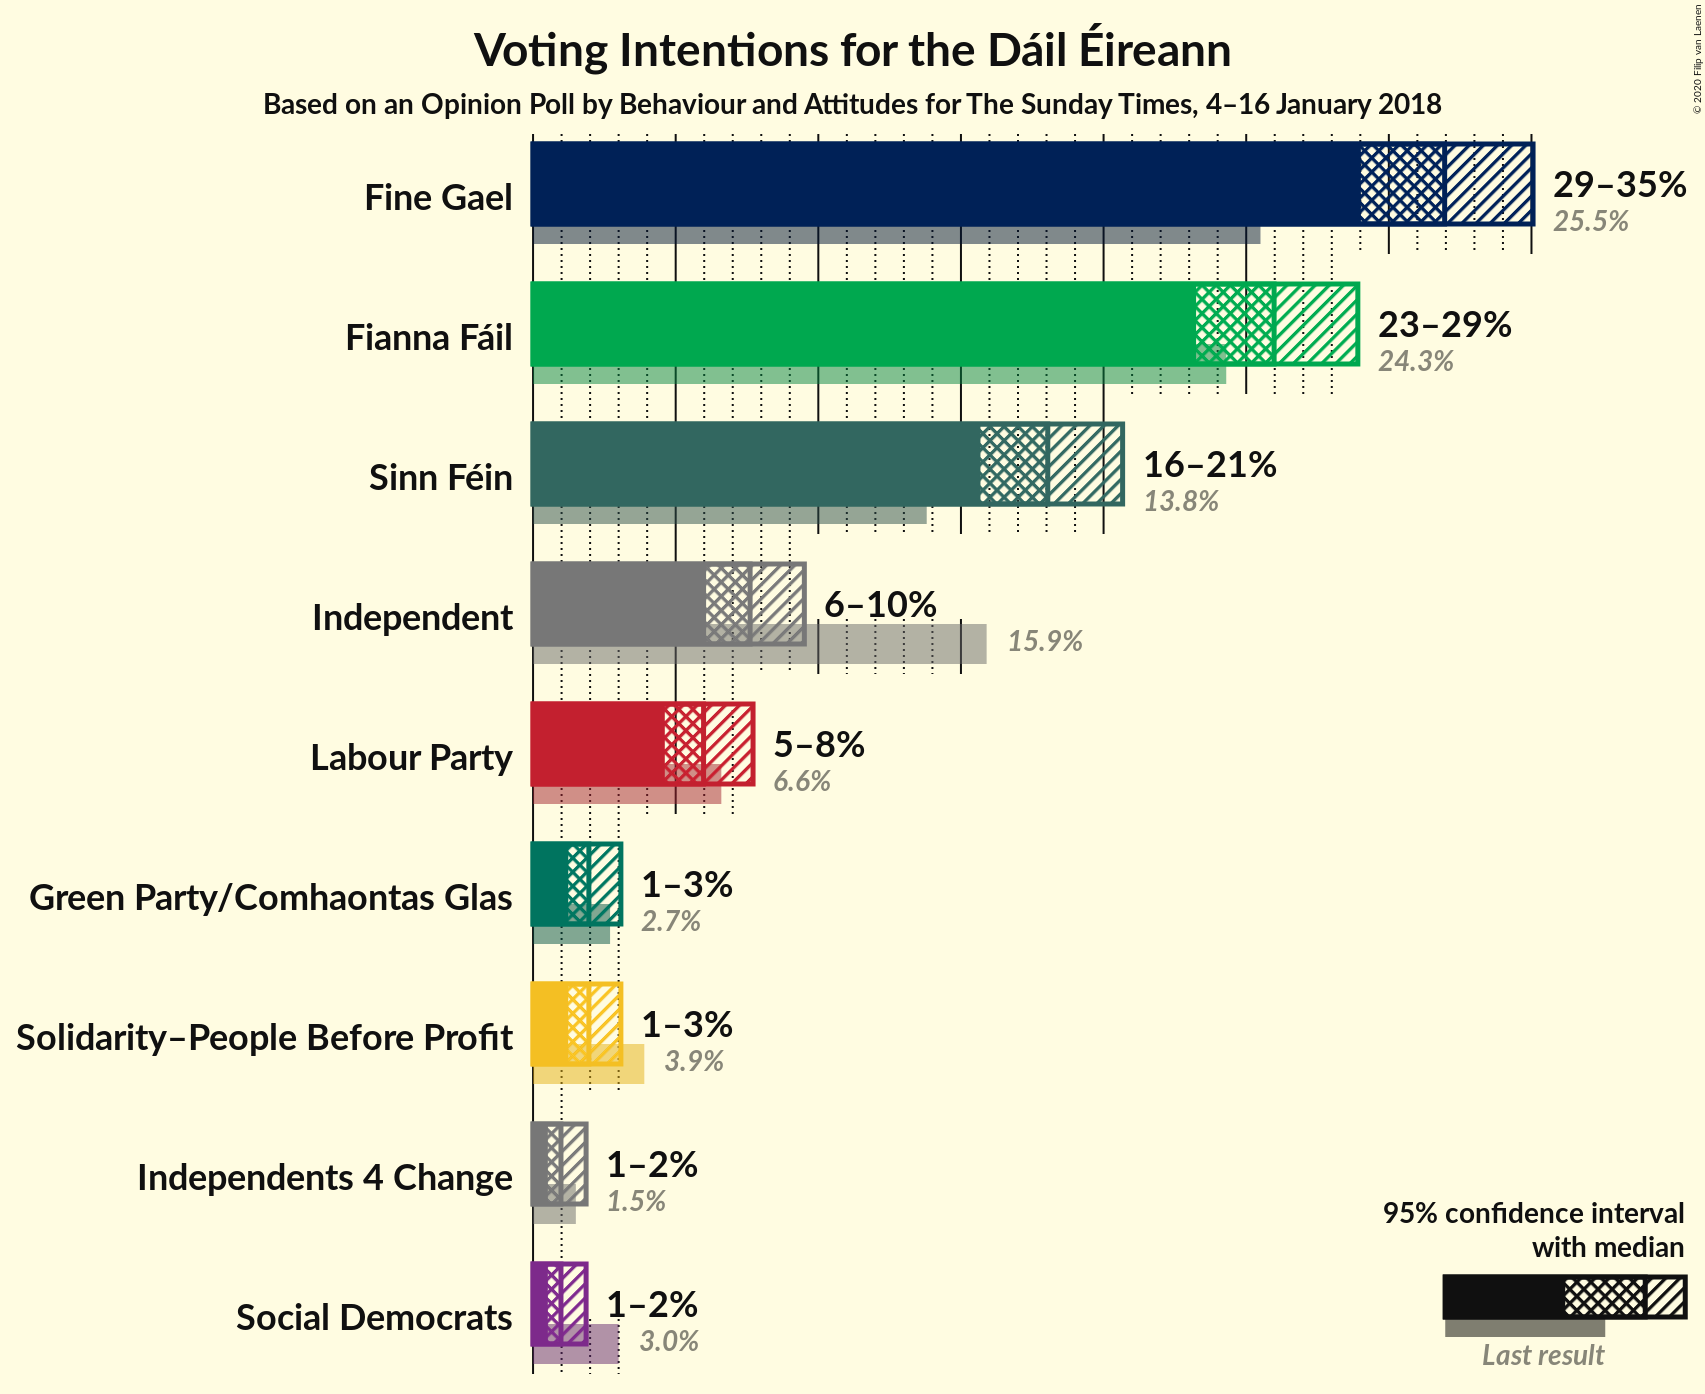 Voting Intentions for the Dáil Éireann
Based on an Opinion Poll by Behaviour and Attitudes for The Sunday Times, 4–16 January 2018
© 2020 Filip van Laenen
Fine Gael
29–35%
25.5%
Fianna Fáil
23–29%
24.3%
Sinn Féin
16–21%
13.8%
Independent
6–10%
15.9%
Labour Party
5–8%
6.6%
Green Party/Comhaontas Glas
1–3%
2.7%
Solidarity–People Before Profit
1–3%
3.9%
Independents 4 Change
1–2%
1.5%
Social Democrats
1–2%
3.0%
95% confidence interval
with median
Last result